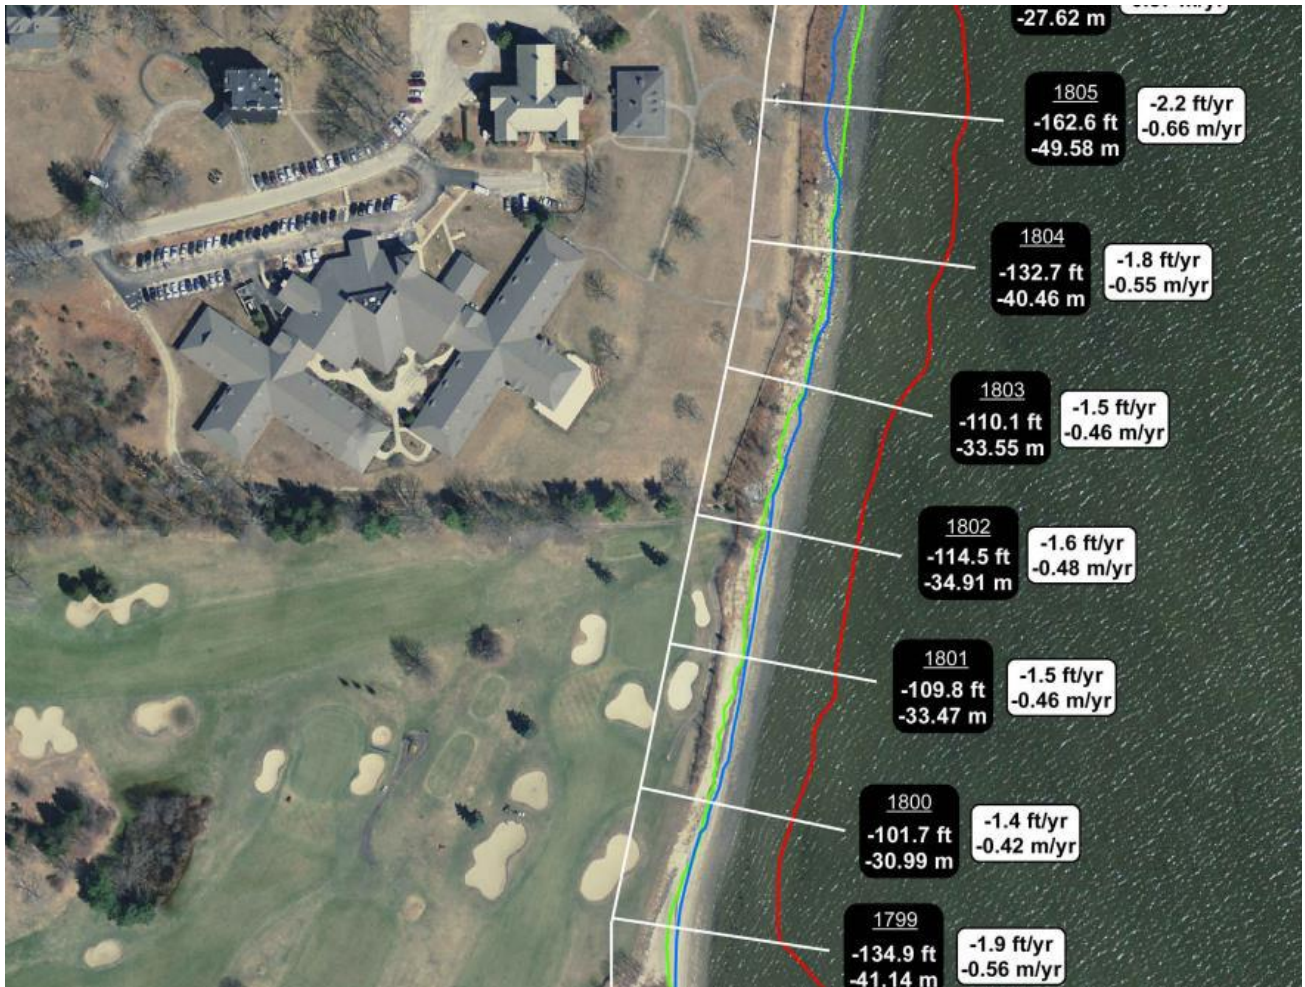 -27.62 m
1805
-162.6 ft
-49.58 m
-2.2 ft/yr
-0.66 m/yr
1804
-132.7 ft
-40.46 m
-1.8 ft/yr
-0.55 m/yr
1803
-110.1 ft
-33.55 m
-1.5 ft/yr
-0.46 m/yr
1802
-114.5 ft
-34.91 m
-1.6 ft/yr
-0.48 m/yr
1801
-109.8 ft
-33.47 m
-1.5 ft/yr
-0.46 m/yr
1800
-101.7 ft
-30.99 m
-1.4 ft/yr
-0.42 m/yr
1799
-134.9 ft
-41.14 m
-1.9 ft/yr
-0.56 m/yr